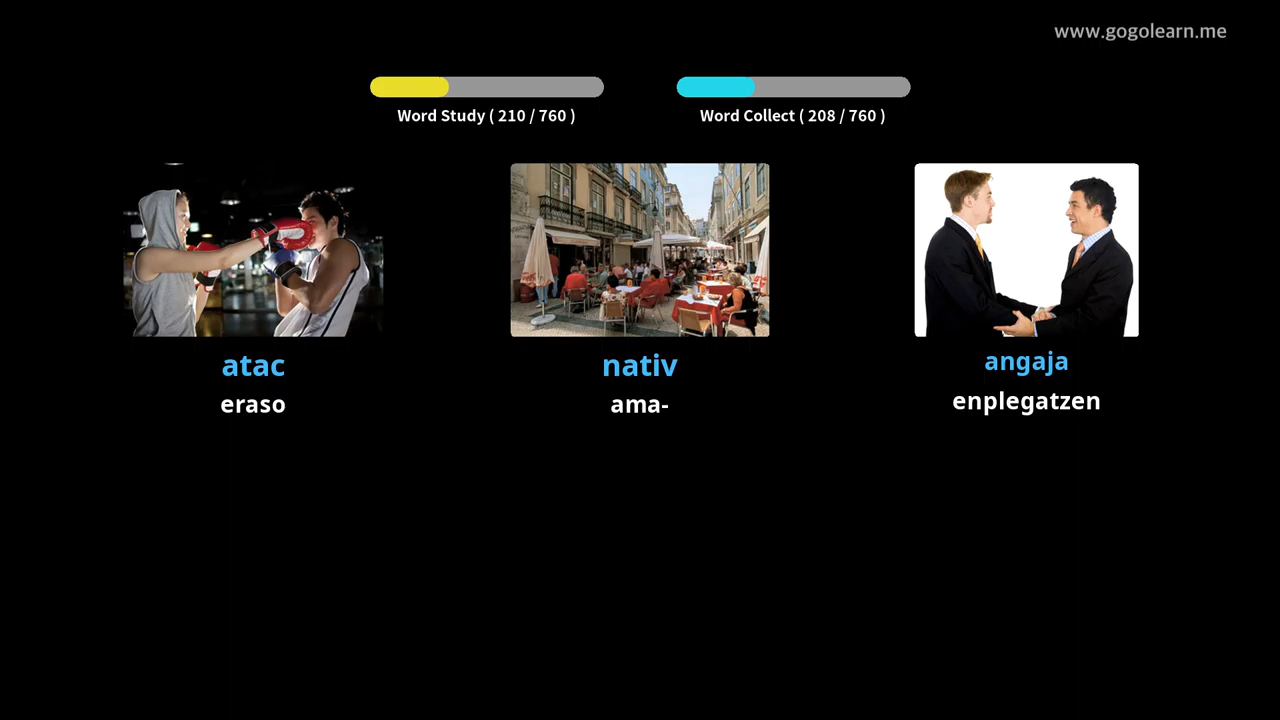 www.gogolearn.me
Word Study ( 210 / 760 )
Word Collect ( 208 / 760 )
atac
eraso
nativ
ama-
angaja
enplegatzen